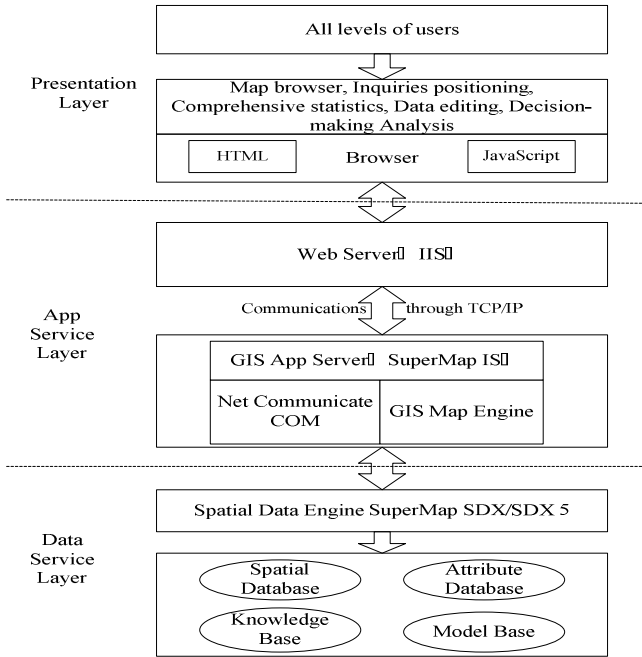 All levels of users
Presentation
Layer
Map browser, Inquiries positioning,
Comprehensive statistics, Data editing, Decision-
making Analysis
HTML
Browser
JavaScript
Web Server▯ IIS▯
App
Service
Layer
Communications
through TCP/IP
GIS App Server▯ SuperMap IS▯
Net Communicate
COM
GIS Map Engine
Spatial Data Engine SuperMap SDX/SDX 5
Data
Service
Layer
Spatial
Database
Attribute
Database
Knowledge
Base
Model Base